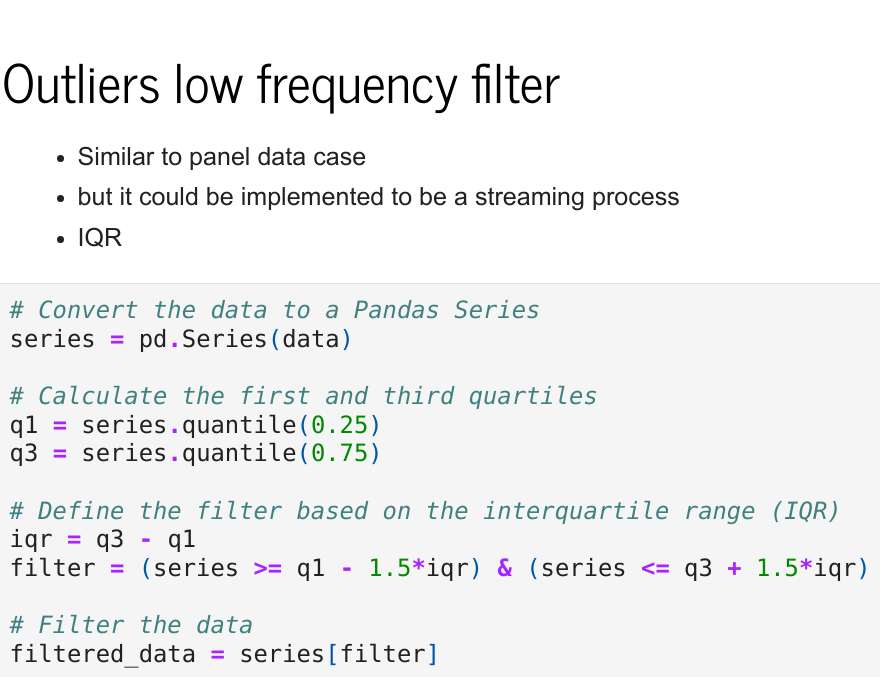 Outliers low frequency filter
• Similar to panel data case
• but it could be implemented to be a streaming process
• IQR
# Convert the data to a Pandas Series
series = pd.Series(data)
# Calculate the first and third quartiles
q1 = series.quantile(0.25)
q3 = series.quantile(0.75)
# Define the filter based on the interquartile range (IQR)
iqr = q3 - q1
filter = (series >= q1 - 1.5*iqr) & (series <= q3 + 1.5*iqr)
# Filter the data
filtered_data = series[filter]